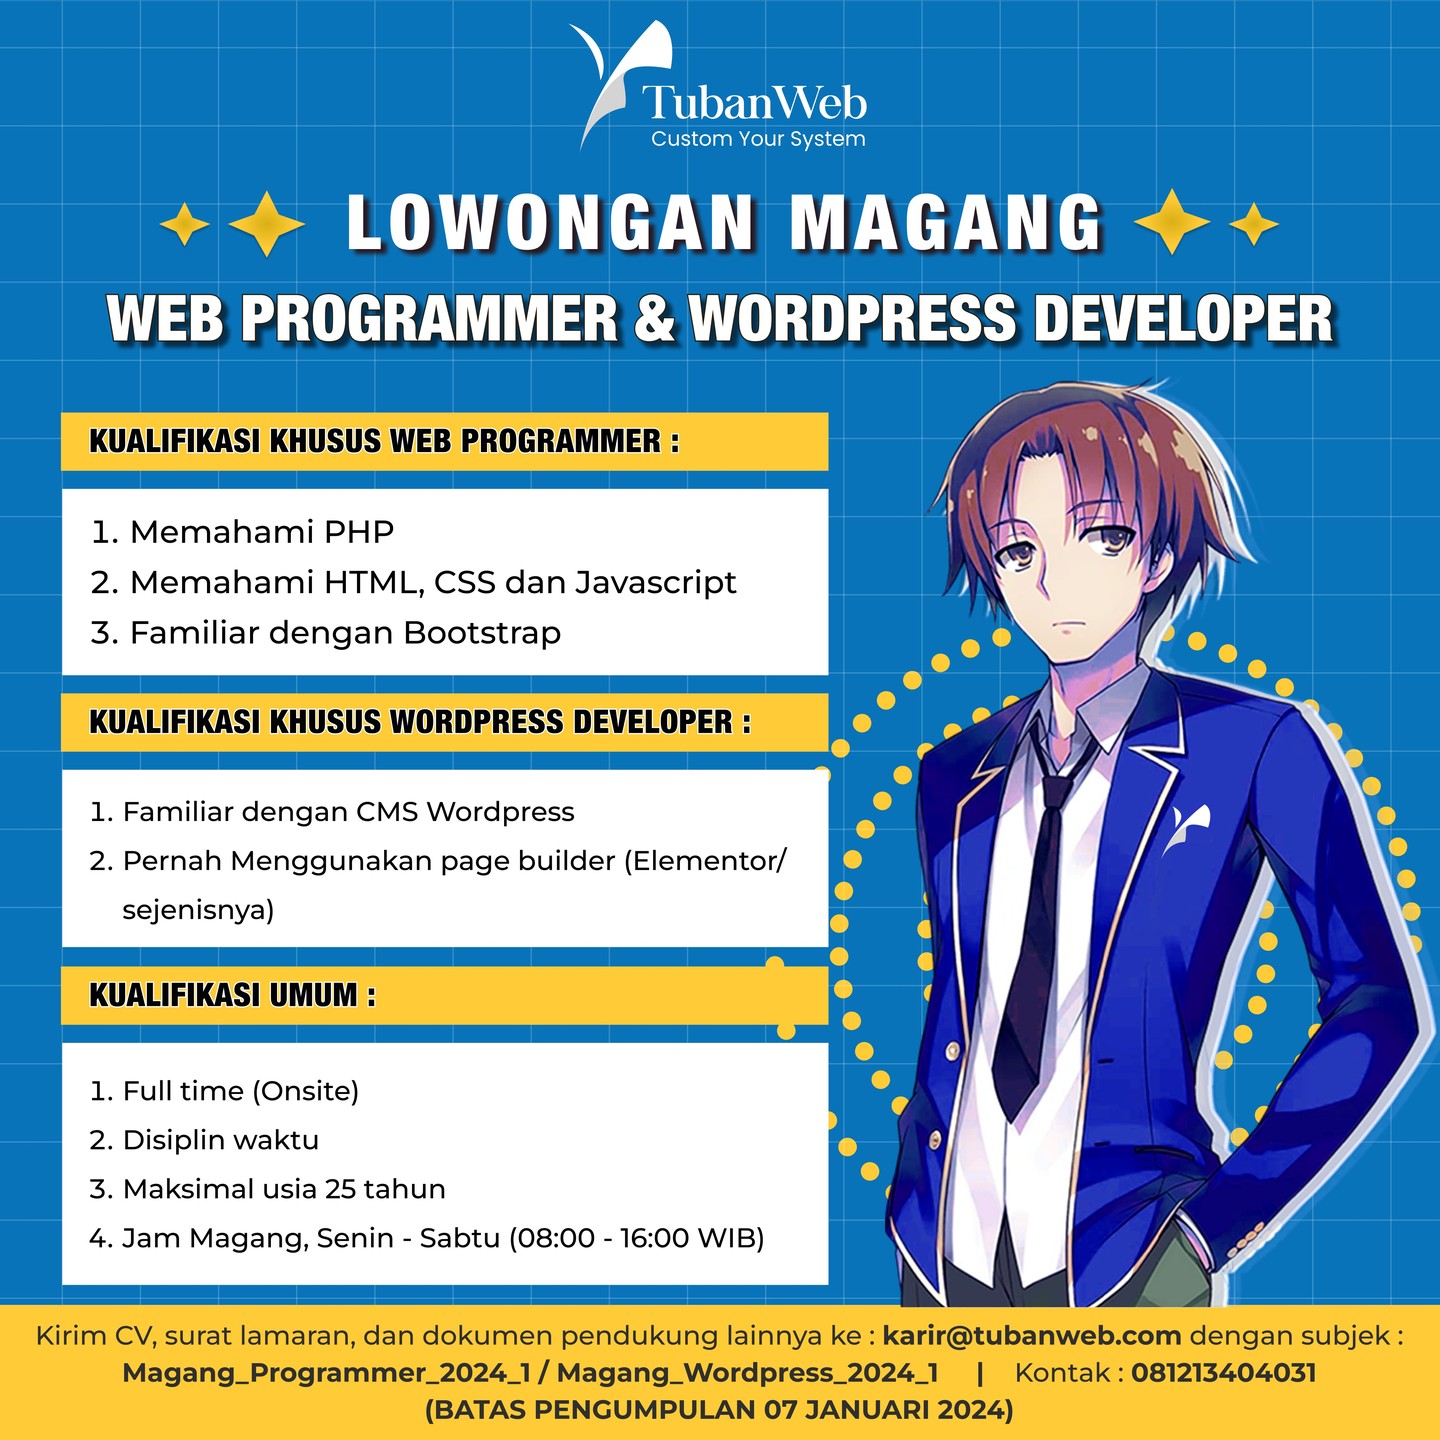 TubanWeb
Custom Your System
LOWONGAN MAGANG
WEB PROGRAMMER & WORDPRESS DEVELOPER
KUALIFIKASI KHUSUS WEB PROGRAMMER :
1. Memahami PHP
2. Memahami HTML, CSS dan Javascript
3. Familiar dengan Bootstrap
KUALIFIKASI KHUSUS WORDPRESS DEVELOPER :
1. Familiar dengan CMS Wordpress
2. Pernah Menggunakan page builder (Elementor/
sejenisnya)
KUALIFIKASI UMUM :
1. Full time (Onsite)
2. Disiplin waktu
3. Maksimal usia 25 tahun
4. Jam Magang, Senin - Sabtu (08:00 - 16:00 WIB)
Kirim CV, surat lamaran, dan dokumen pendukung lainnya ke : karir@tubanweb.com dengan subjek :
Magang_Programmer_2024_1 / Magang_Wordpress_2024_1 | Kontak : 081213404031
(BATAS PENGUMPULAN 07 JANUARI 2024)